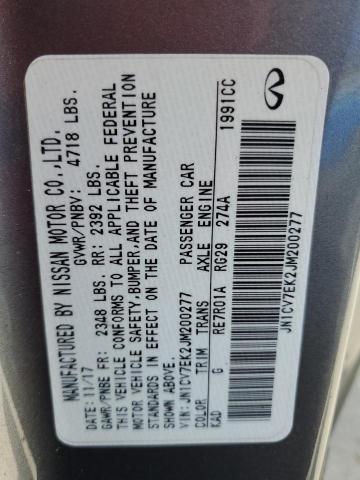 MANUFACTURED BY NISSAN MOTOR CO.,LTD.
DATE: 11/17 GVWR/PNBV: 4718 LBS.
GAWR/PNBE FR: 2348 LBS. RR: 2392 LBS.
THIS VEHICLE CONFORMS TO ALL APPLICABLE FEDERAL
MOTOR VEHICLE SAFETY,BUMPER,AND THEFT PREVENTION
STANDARDS IN EFFECT ON THE DATE OF MANUFACTURE
SHOWN ABOVE.
VIN: JN1CV7EK2JM200277 PASSENGER CAR
COLOR TRIM TRANS AXLE ENGINE
KAD G RE7R01A RG29 274A 1991CC
JN1CV7EK2JM200277